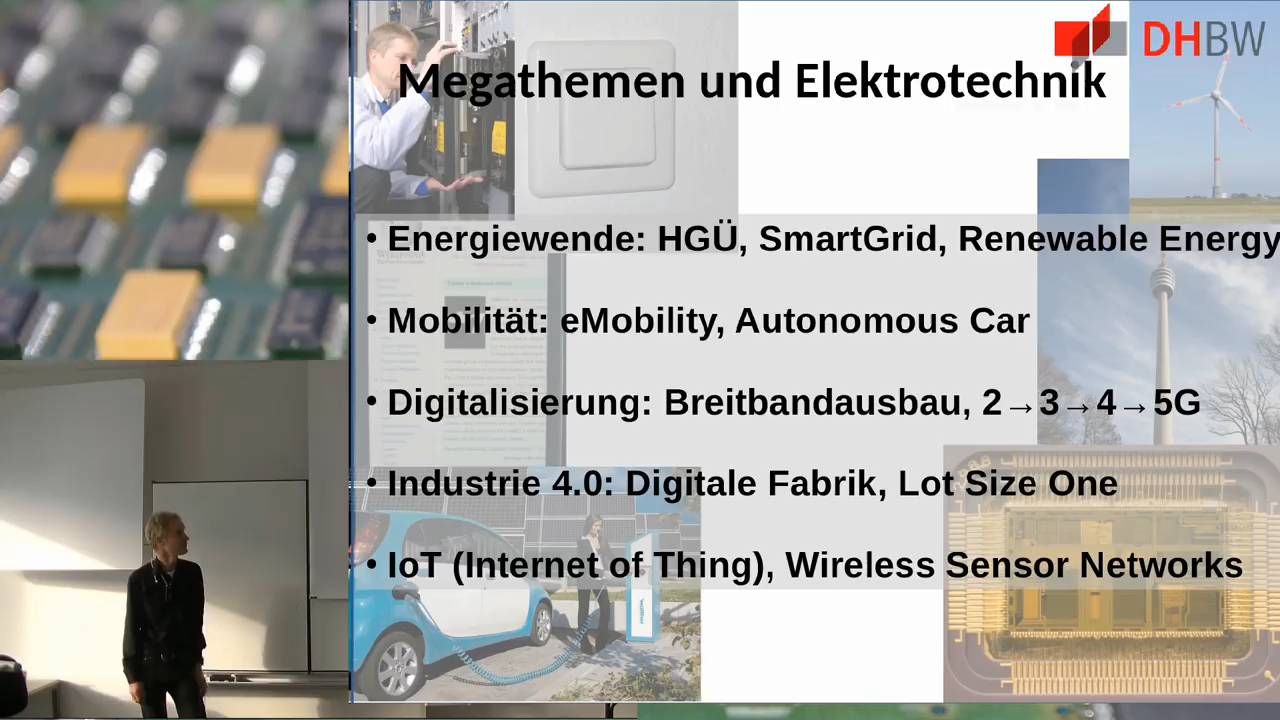 DHBW
Megathemen und Elektrotechnik
• Energiewende: HGÜ, SmartGrid, Renewable Energy
• Mobilität: eMobility, Autonomous Car
• Digitalisierung: Breitbandausbau, 2→3→4→5G
• Industrie 4.0: Digitale Fabrik, Lot Size One
• IoT (Internet of Thing), Wireless Sensor Networks